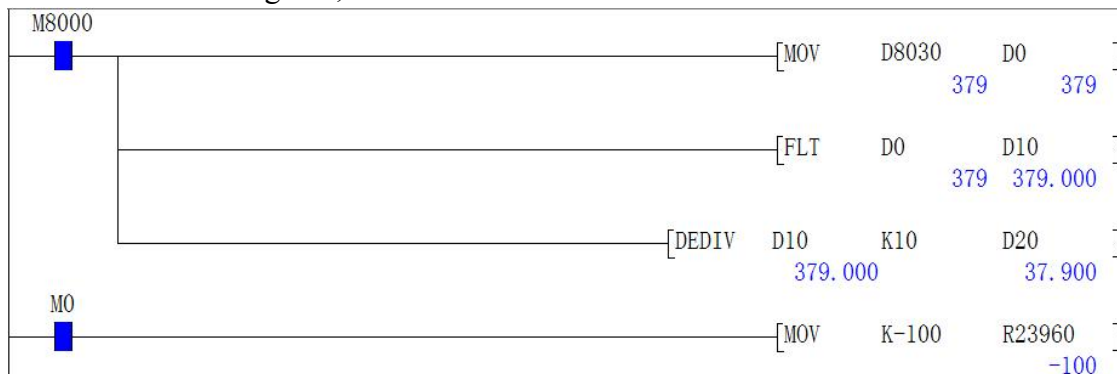 M8000
[MOV D8030 D0 ]
379 379
[FLT D0 D10 ]
379 379.000
[DEDIV D10 K10 D20 ]
379.000 37.900
M0
[MOV K-100 R23960 ]
-100